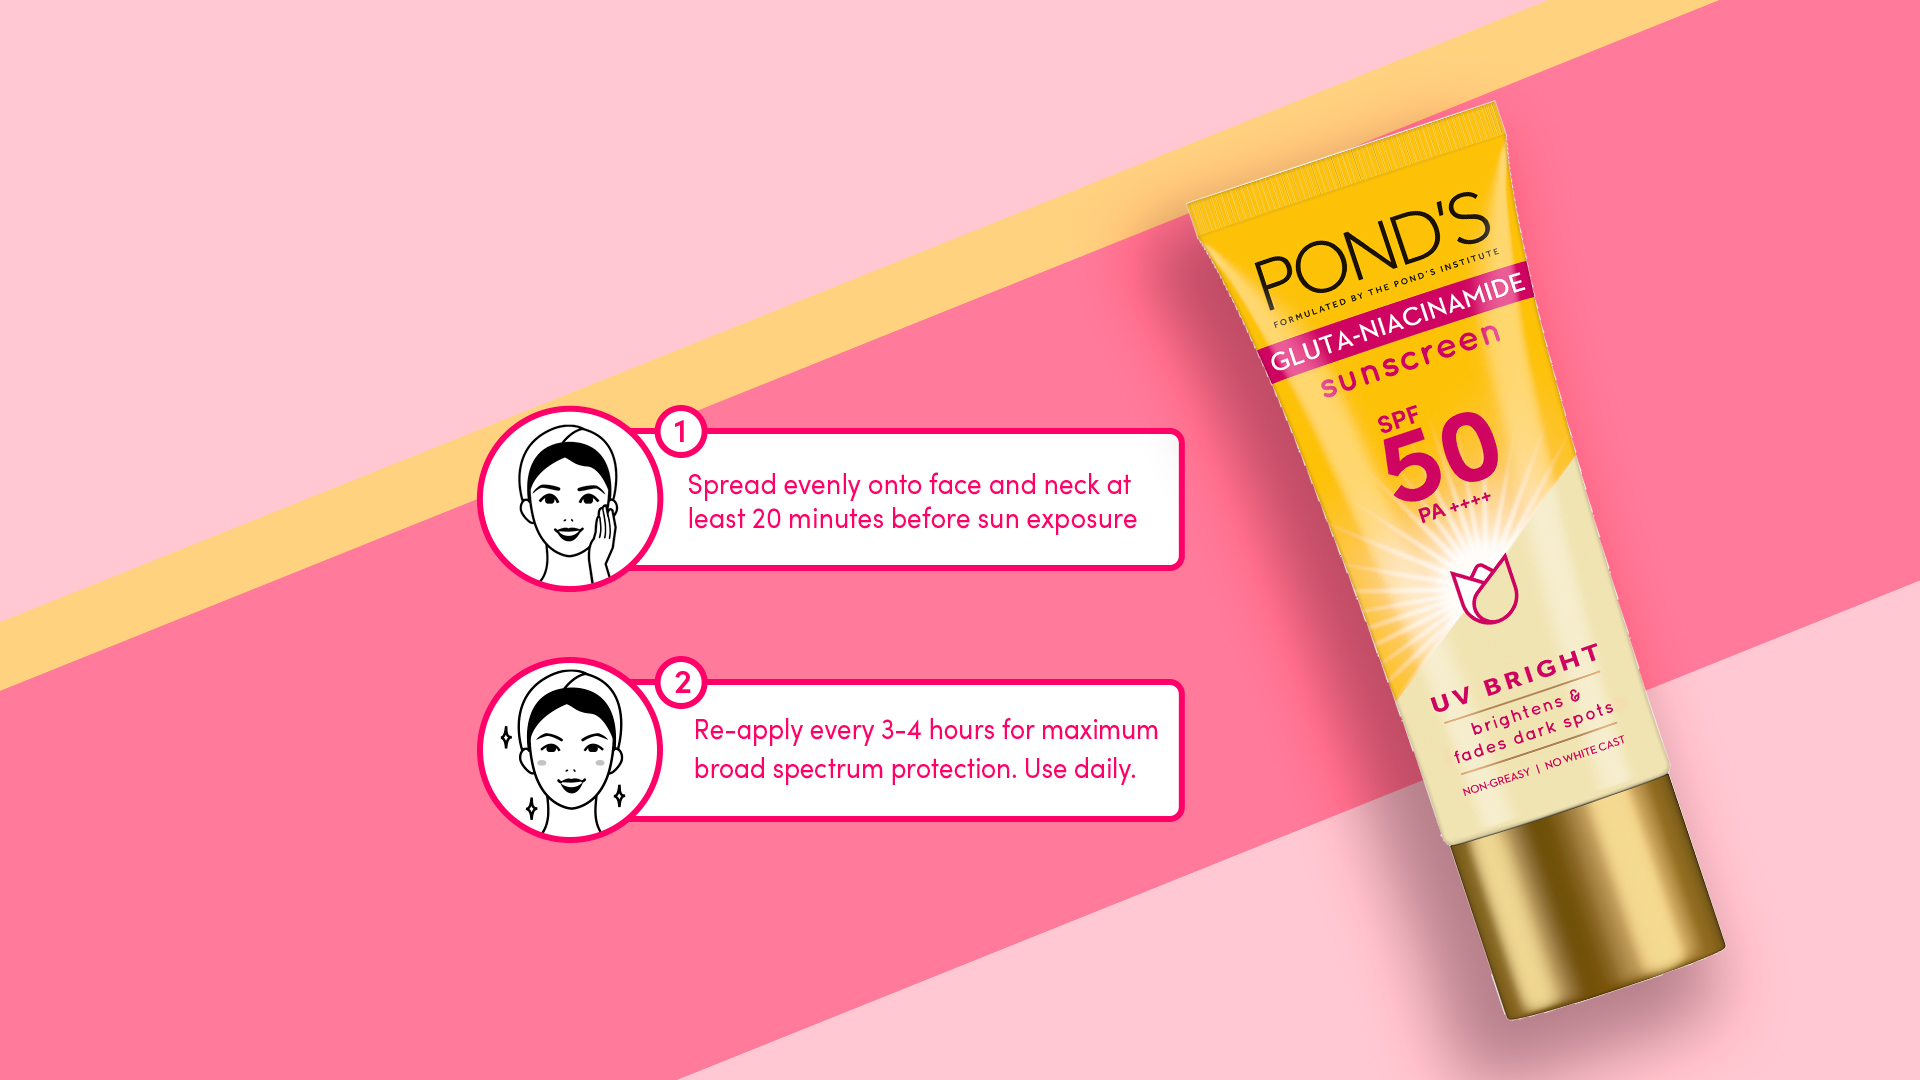 1
Spread evenly onto face and neck at
least 20 minutes before sun exposure
2
Re-apply every 3-4 hours for maximum
broad spectrum protection. Use daily.
POND'S
FORMULATED BY THE POND'S INSTITUTE
GLUTA-NIACINAMIDE
sunscreen
SPF
50
PA ++++
UV BRIGHT
brightens &
fades dark spots
NON-GREASY | NO WHITE CAST